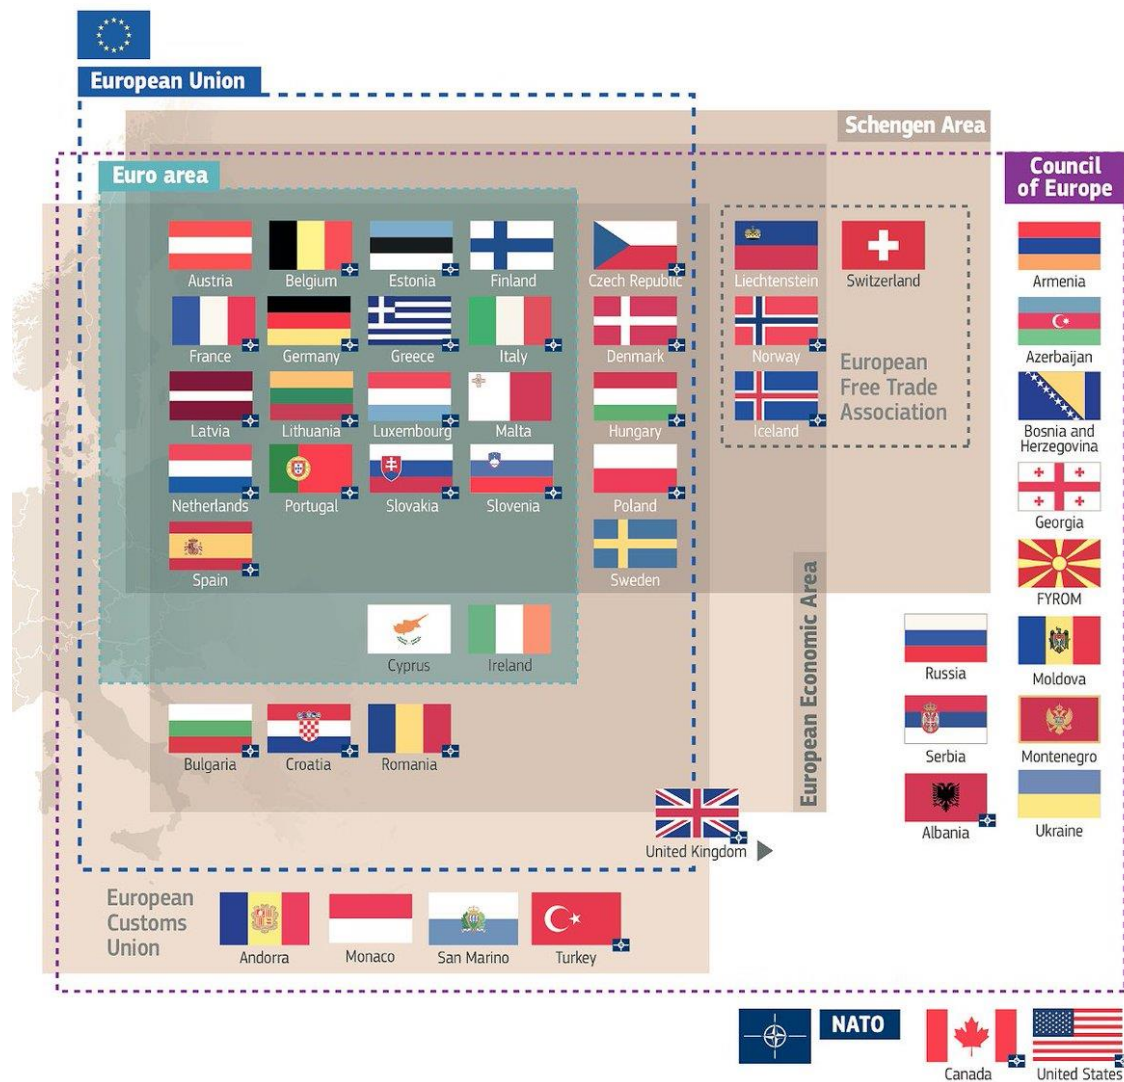 European Union
Schengen Area
Council
of Europe
Euro area
Austria
Belgium
Estonia
Finland
Czech Republic
Liechtenstein
Switzerland
Armenia
France
Germany
Greece
Italy
Denmark
Norway
European
Free Trade
Association
Azerbaijan
Latvia
Lithuania
Luxembourg
Malta
Hungary
Iceland
Bosnia and
Herzegovina
Netherlands
Portugal
Slovakia
Slovenia
Poland
Georgia
Spain
Sweden
FYROM
European Economic Area
Cyprus
Ireland
Russia
Moldova
Bulgaria
Croatia
Romania
Serbia
Montenegro
United Kingdom
Albania
Ukraine
European
Customs
Union
Andorra
Monaco
San Marino
Turkey
NATO
Canada
United States